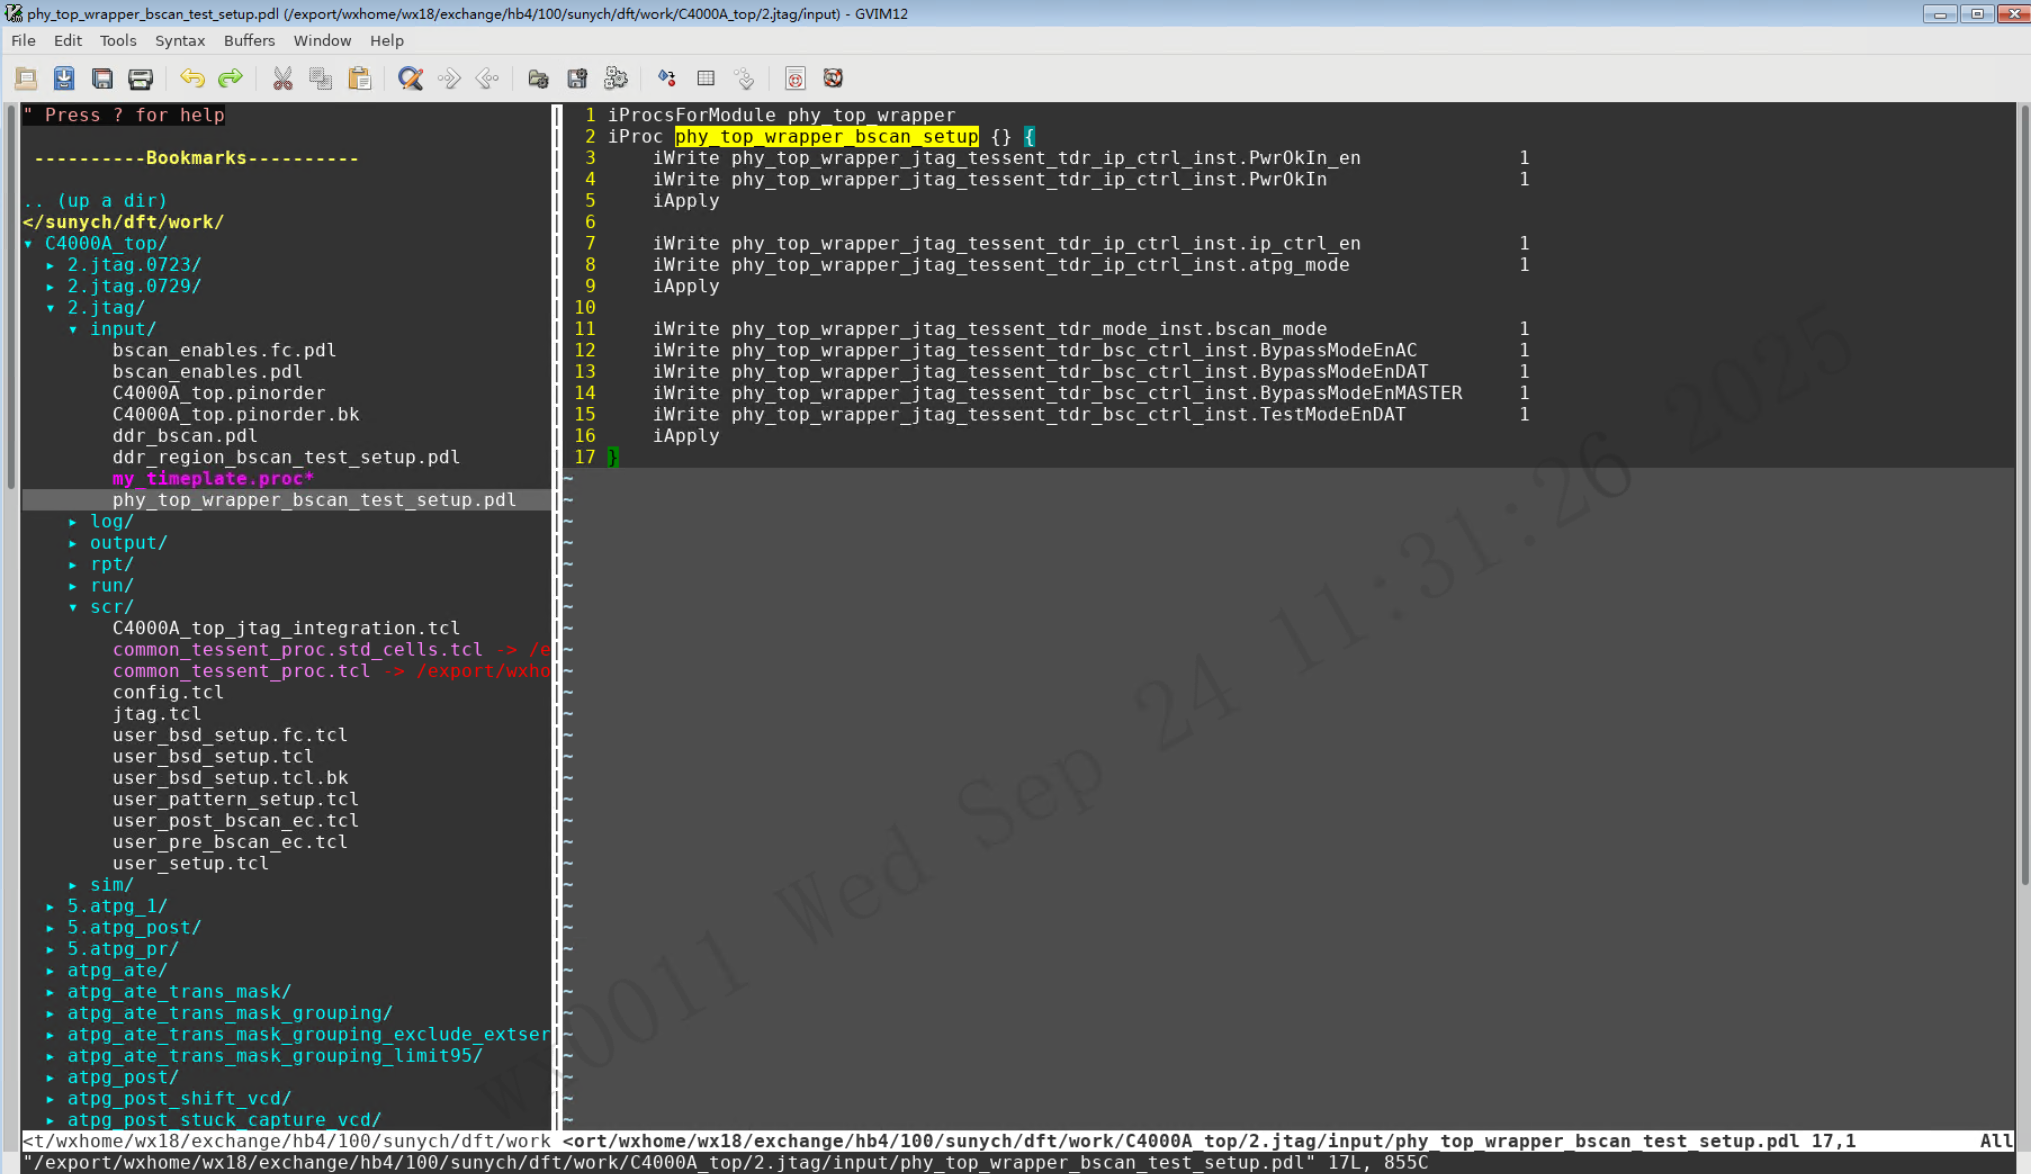 phy_top_wrapper_bscan_test_setup.pdl (/export/wxhome/wx18/exchange/hb4/100/sunych/dft/work/C4000A_top/2.jtag/input) - GVIM12
File Edit Tools Syntax Buffers Window Help
" Press ? for help
----------Bookmarks----------
.. (up a dir)
</sunych/dft/work/
▾ C4000A_top/
▸ 2.jtag.0723/
▸ 2.jtag.0729/
▾ 2.jtag/
▾ input/
bscan_enables.fc.pdl
bscan_enables.pdl
C4000A_top.pinorder
C4000A_top.pinorder.bk
ddr_bscan.pdl
ddr_region_bscan_test_setup.pdl
my_timeplate.proc*
phy_top_wrapper_bscan_test_setup.pdl
▸ log/
▸ output/
▸ rpt/
▸ run/
▾ scr/
C4000A_top_jtag_integration.tcl
common_tessent_proc.std_cells.tcl -> /e
common_tessent_proc.tcl -> /export/wxho
config.tcl
jtag.tcl
user_bsd_setup.fc.tcl
user_bsd_setup.tcl
user_bsd_setup.tcl.bk
user_pattern_setup.tcl
user_post_bscan_ec.tcl
user_pre_bscan_ec.tcl
user_setup.tcl
▸ sim/
▸ 5.atpg_1/
▸ 5.atpg_post/
▸ 5.atpg_pr/
▸ atpg_ate/
▸ atpg_ate_trans_mask/
▸ atpg_ate_trans_mask_grouping/
▸ atpg_ate_trans_mask_grouping_exclude_extser
▸ atpg_ate_trans_mask_grouping_limit95/
▸ atpg_post/
▸ atpg_post_shift_vcd/
▸ atpg_post_stuck_capture_vcd/
<t/wxhome/wx18/exchange/hb4/100/sunych/dft/work
1 iProcsForModule phy_top_wrapper
2 iProc phy_top_wrapper_bscan_setup {} {
3 iWrite phy_top_wrapper_jtag_tessent_tdr_ip_ctrl_inst.PwrOkIn_en 1
4 iWrite phy_top_wrapper_jtag_tessent_tdr_ip_ctrl_inst.PwrOkIn 1
5 iApply
6
7 iWrite phy_top_wrapper_jtag_tessent_tdr_ip_ctrl_inst.ip_ctrl_en 1
8 iWrite phy_top_wrapper_jtag_tessent_tdr_ip_ctrl_inst.atpg_mode 1
9 iApply
10
11 iWrite phy_top_wrapper_jtag_tessent_tdr_mode_inst.bscan_mode 1
12 iWrite phy_top_wrapper_jtag_tessent_tdr_bsc_ctrl_inst.BypassModeEnAC 1
13 iWrite phy_top_wrapper_jtag_tessent_tdr_bsc_ctrl_inst.BypassModeEnDAT 1
14 iWrite phy_top_wrapper_jtag_tessent_tdr_bsc_ctrl_inst.BypassModeEnMASTER 1
15 iWrite phy_top_wrapper_jtag_tessent_tdr_bsc_ctrl_inst.TestModeEnDAT 1
16 iApply
17 }
<ort/wxhome/wx18/exchange/hb4/100/sunych/dft/work/C4000A_top/2.jtag/input/phy_top_wrapper_bscan_test_setup.pdl 17,1 All
"/export/wxhome/wx18/exchange/hb4/100/sunych/dft/work/C4000A_top/2.jtag/input/phy_top_wrapper_bscan_test_setup.pdl" 17L, 855C
wx0011 Wed Sep 24 11:31:26 2025